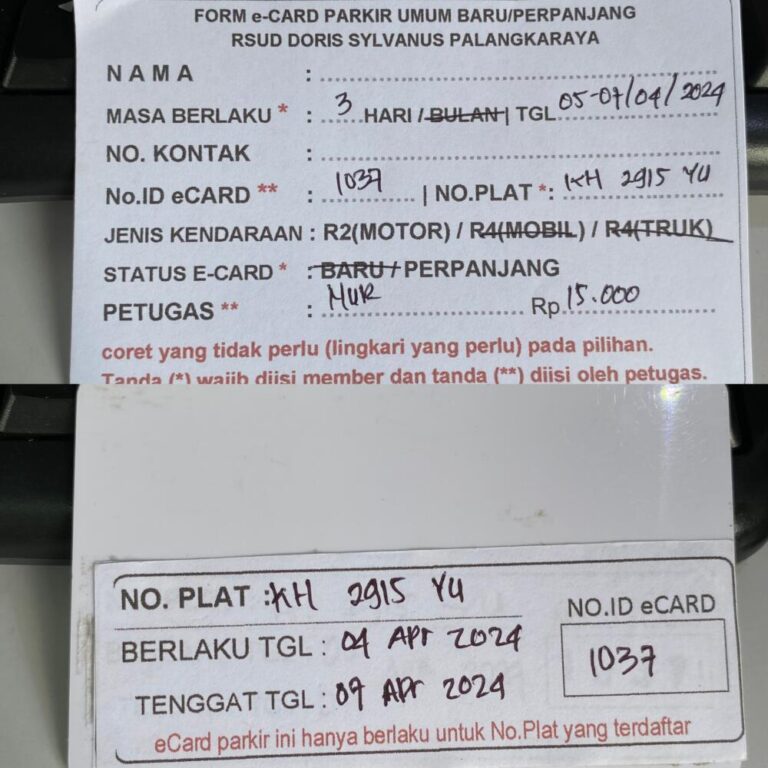 FORM e-CARD PARKIR UMUM BARU/PERPANJANG
RSUD DORIS SYLVANUS PALANGKARAYA
NAMA :
MASA BERLAKU * : 3 HARI / BULAN | TGL 05-07/04/2024
NO. KONTAK :
No.ID eCARD ** : 1037 | NO.PLAT *: KH 2915 YU
JENIS KENDARAAN : R2(MOTOR) / R4(MOBIL) / R4(TRUK)
STATUS E-CARD * : BARU / PERPANJANG
PETUGAS ** : MUR Rp 15.000
coret yang tidak perlu (lingkari yang perlu) pada pilihan.
Tanda (*) wajib diisi member dan tanda (**) diisi oleh petugas.
NO. PLAT : KH 2915 YU
NO.ID eCARD
BERLAKU TGL : 04 Apr 2024
1037
TENGGAT TGL : 07 Apr 2024
eCard parkir ini hanya berlaku untuk No.Plat yang terdaftar